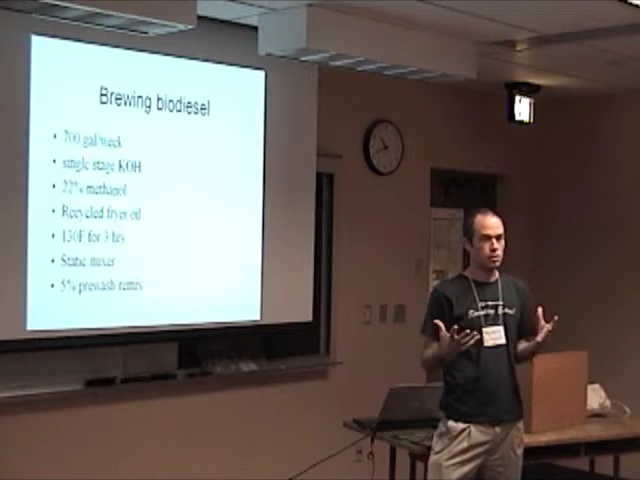 Brewing biodiesel
• 700 gal/week
• single stage KOH
• 22% methanol
• Recycled fryer oil
• 130F for 3 hrs
• Static mixer
• 5% prewash remix